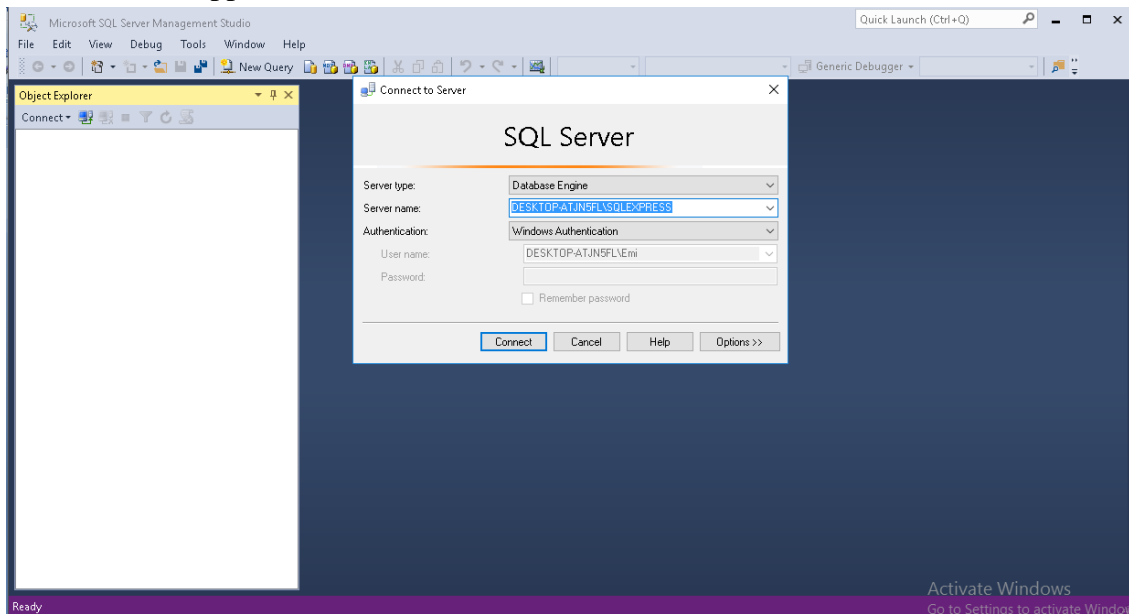 Microsoft SQL Server Management Studio
Quick Launch (Ctrl+Q)
File Edit View Debug Tools Window Help
New Query
Generic Debugger
Object Explorer
Connect
Connect to Server
SQL Server
Server type: Database Engine
Server name: DESKTOP-ATJN5FL\SQLEXPRESS
Authentication: Windows Authentication
User name: DESKTOP-ATJN5FL\Emi
Password:
Remember password
Connect Cancel Help Options >>
Activate Windows
Go to Settings to activate Window
Ready